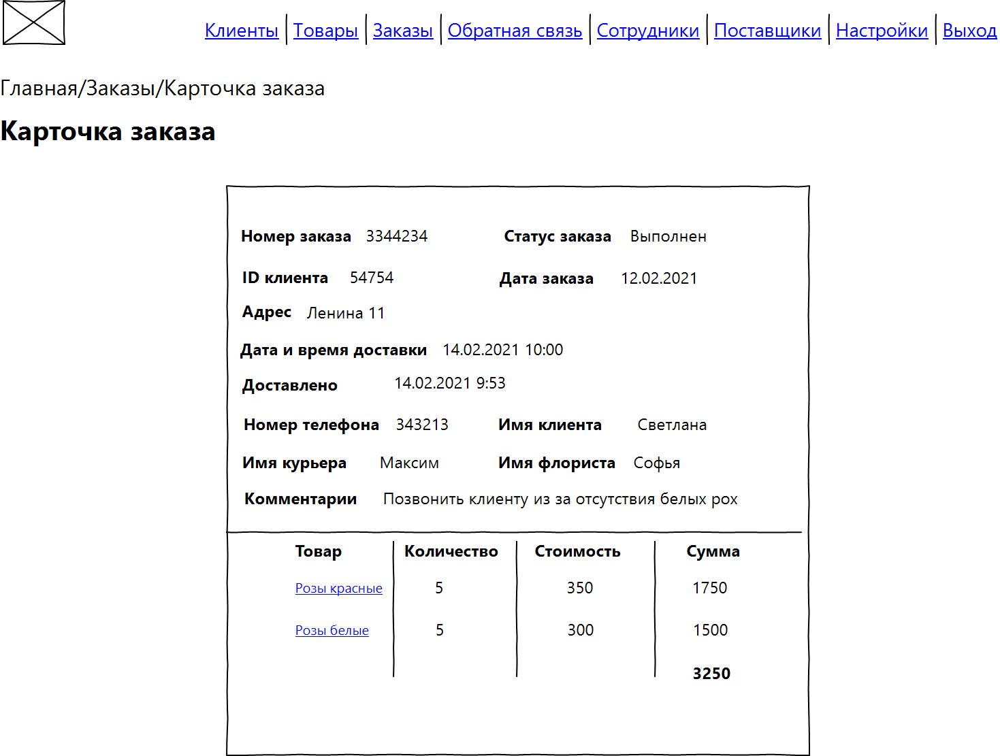 Клиенты Товары Заказы Обратная связь Сотрудники Поставщики Настройки Выход
Главная/Заказы/Карточка заказа
Карточка заказа
Номер заказа 3344234 Статус заказа Выполнен
ID клиента 54754 Дата заказа 12.02.2021
Адрес Ленина 11
Дата и время доставки 14.02.2021 10:00
Доставлено 14.02.2021 9:53
Номер телефона 343213 Имя клиента Светлана
Имя курьера Максим Имя флориста Софья
Комментарии Позвонить клиенту из за отсутствия белых рох
Товар Количество Стоимость Сумма
Розы красные 5 350 1750
Розы белые 5 300 1500
3250